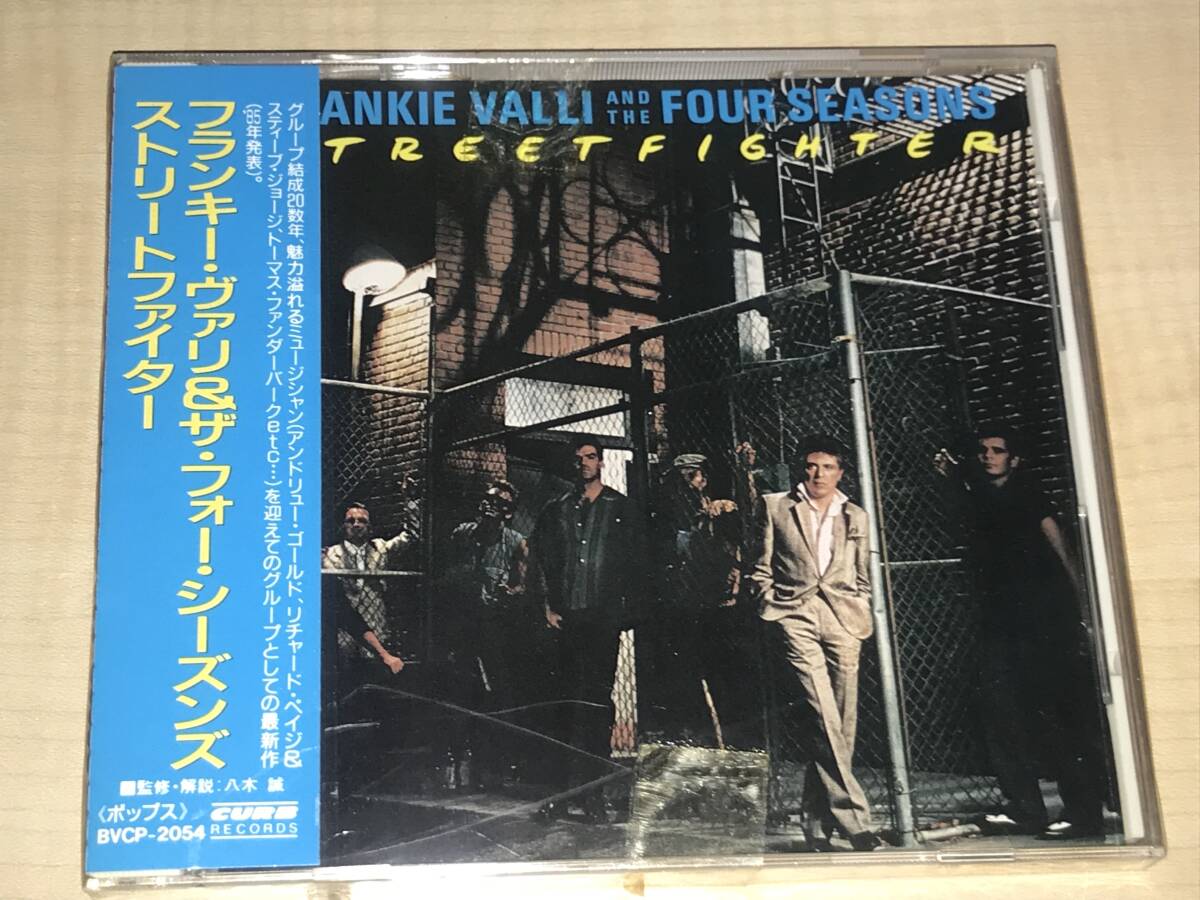 フランキー・ヴァリ&ザ・フォー・シーズンズ
ストリートファイター
グループ結成20数年、魅力溢れるミュージシャン(アンドリュー・ゴールド、リチャード・ペイジ&
スティーブ・ジョージ、トーマス・ファンダーバークetc…)を迎えてのグループとしての最新作
('85年発表)。
■監修・解説:八木 誠
〈ポップス〉
BVCP-2054
CURB
RECORDS
ANKIE VALLI AND THE FOUR SEASONS
TREETFIGHTER